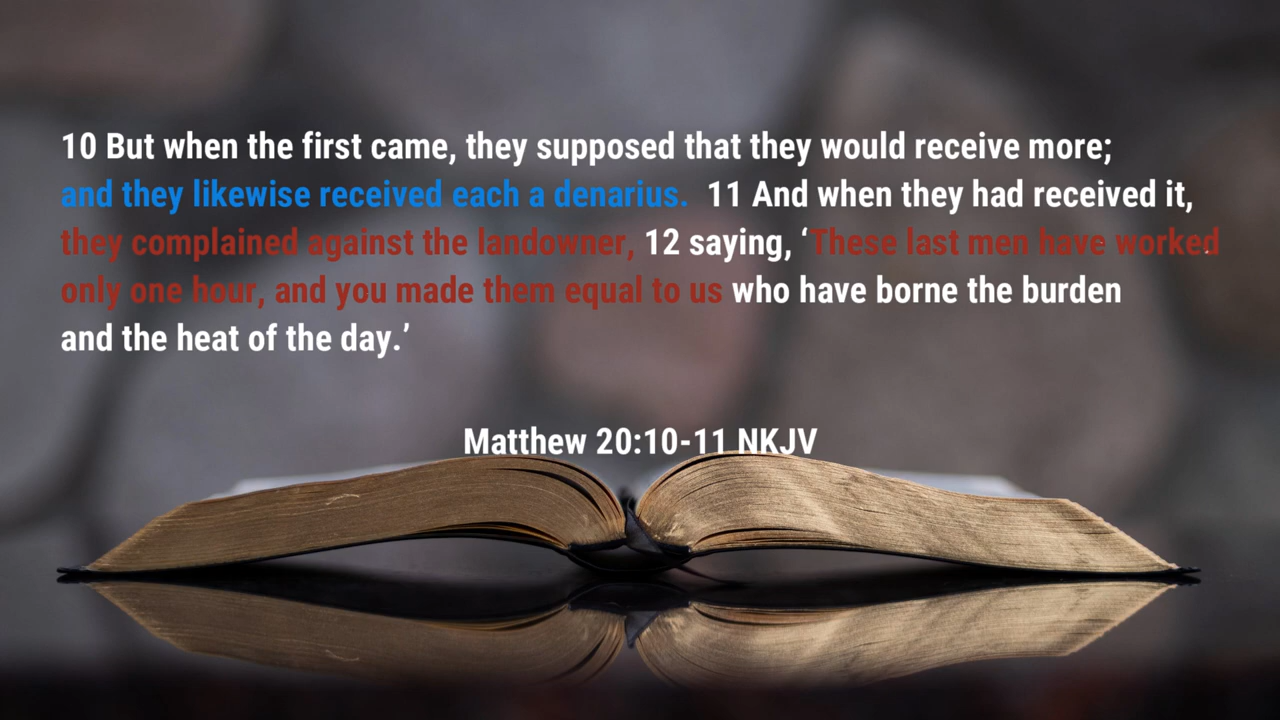 10 But when the first came, they supposed that they would receive more;
and they likewise received each a denarius. 11 And when they had received it,
they complained against the landowner, 12 saying, ‘These last men have worked
only one hour, and you made them equal to us who have borne the burden
and the heat of the day.’
Matthew 20:10-11 NKJV